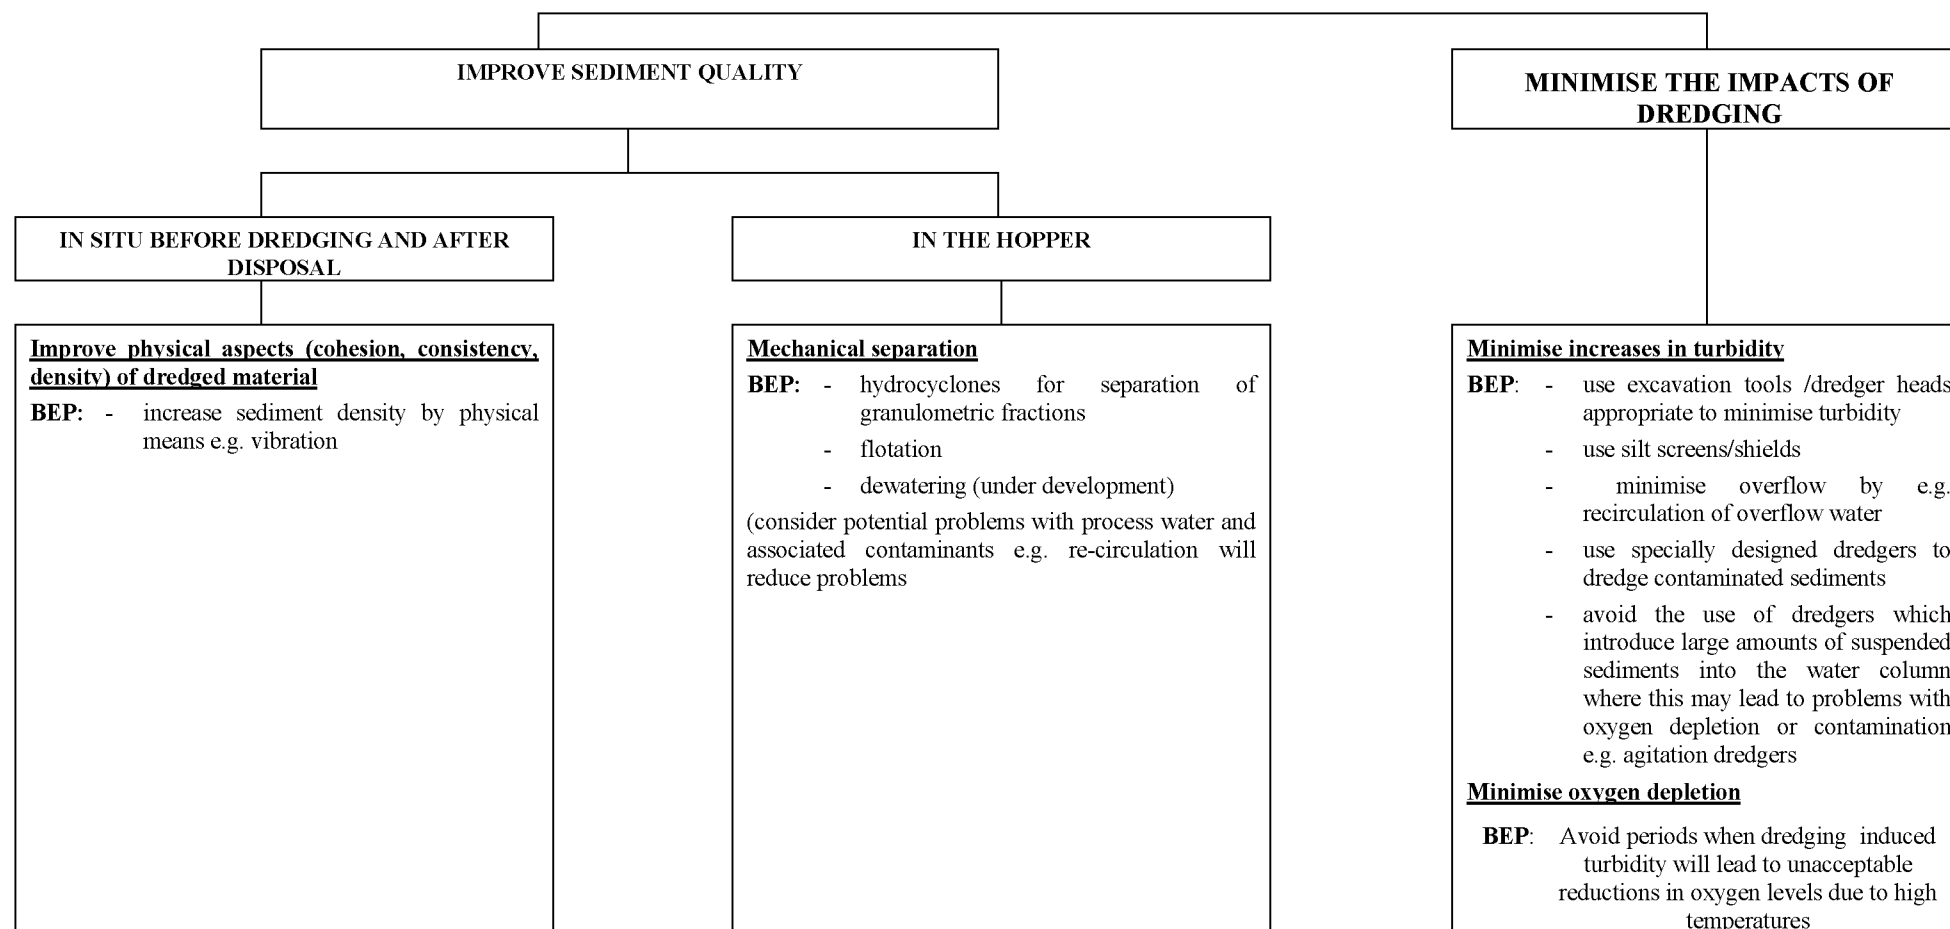 IMPROVE SEDIMENT QUALITY
MINIMISE THE IMPACTS OF
DREDGING
IN SITU BEFORE DREDGING AND AFTER
DISPOSAL
IN THE HOPPER
Improve physical aspects (cohesion, consistency,
density) of dredged material
BEP: - increase sediment density by physical
means e.g. vibration
Mechanical separation
BEP: - hydrocyclones for separation of
granulometric fractions
- flotation
- dewatering (under development)
(consider potential problems with process water and
associated contaminants e.g. re-circulation will
reduce problems
Minimise increases in turbidity
BEP: - use excavation tools /dredger heads
appropriate to minimise turbidity
- use silt screens/shields
- minimise overflow by e.g.
recirculation of overflow water
- use specially designed dredgers to
dredge contaminated sediments
- avoid the use of dredgers which
introduce large amounts of suspended
sediments into the water column
where this may lead to problems with
oxygen depletion or contamination
e.g. agitation dredgers
Minimise oxygen depletion
BEP: Avoid periods when dredging induced
turbidity will lead to unacceptable
reductions in oxygen levels due to high
temperatures